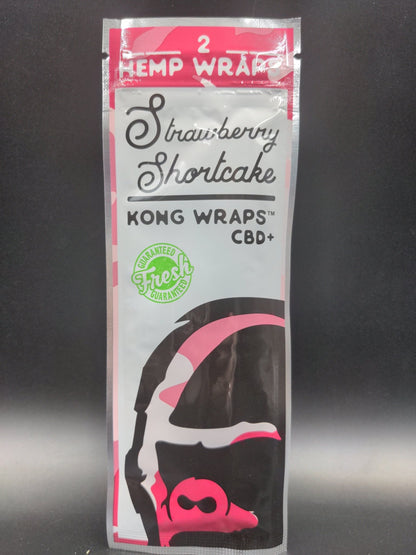 2
HEMP WRAPS
Strawberry
Shortcake
KONG WRAPS™
CBD+
GUARANTEED
Fresh
GUARANTEED